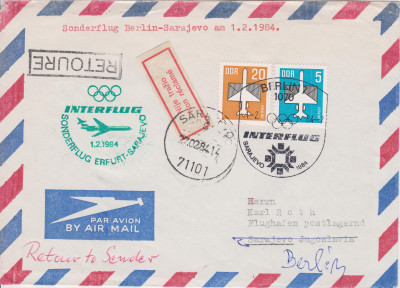 Sonderflug Berlin-Sarajevo am 1.2.1984.
RETOURE
INTERFLUG
SONDERFLUG ERFURT-SARAJEVO
1.2.1984
DDR 20
DDR 5
BERLIN
1070
INTERFLUG
SARAJEVO 1984
71101
PAR AVION
BY AIR MAIL
Retour to Sender
Herrn
Karl Roth
Flughafen postlagernd
Sarajewo Jugoslawia
Berlin